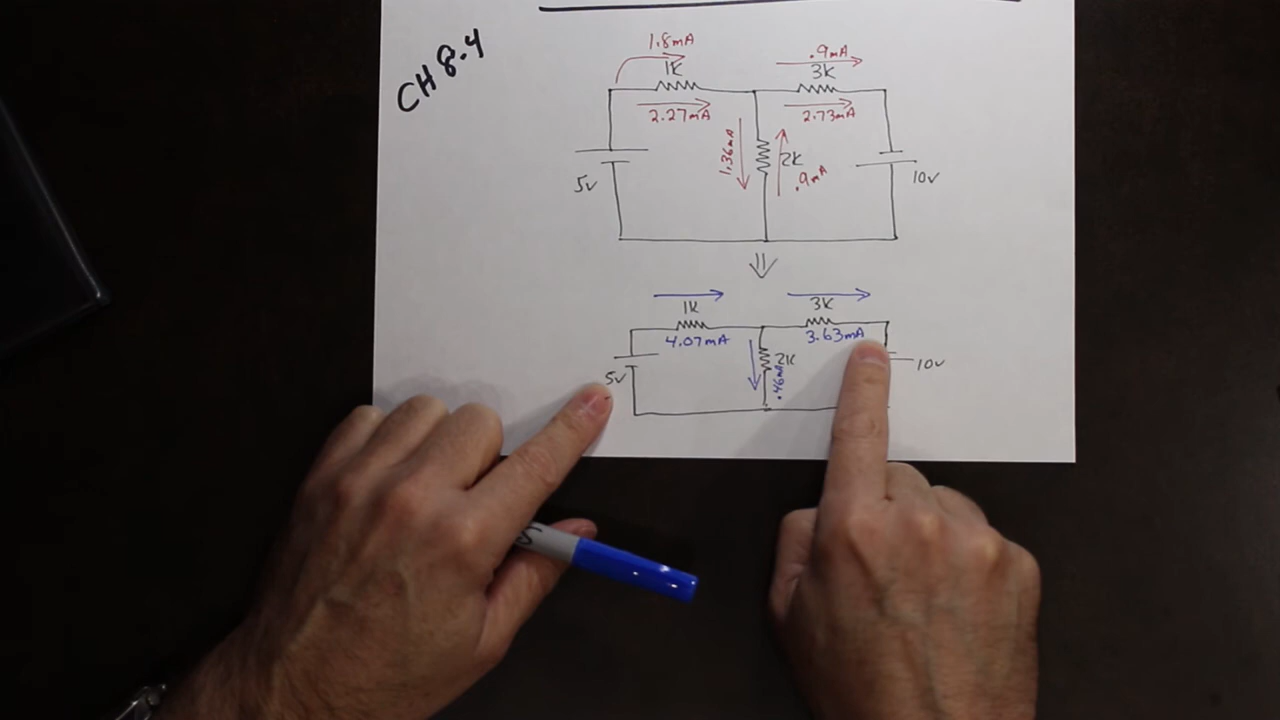 CH 8.4
1.8mA
.9mA
1K
3K
2.27mA
2.73mA
1.36mA
2K
.9mA
5v
10v
1K
3K
4.07mA
3.63mA
2K
.46mA
5v
10v